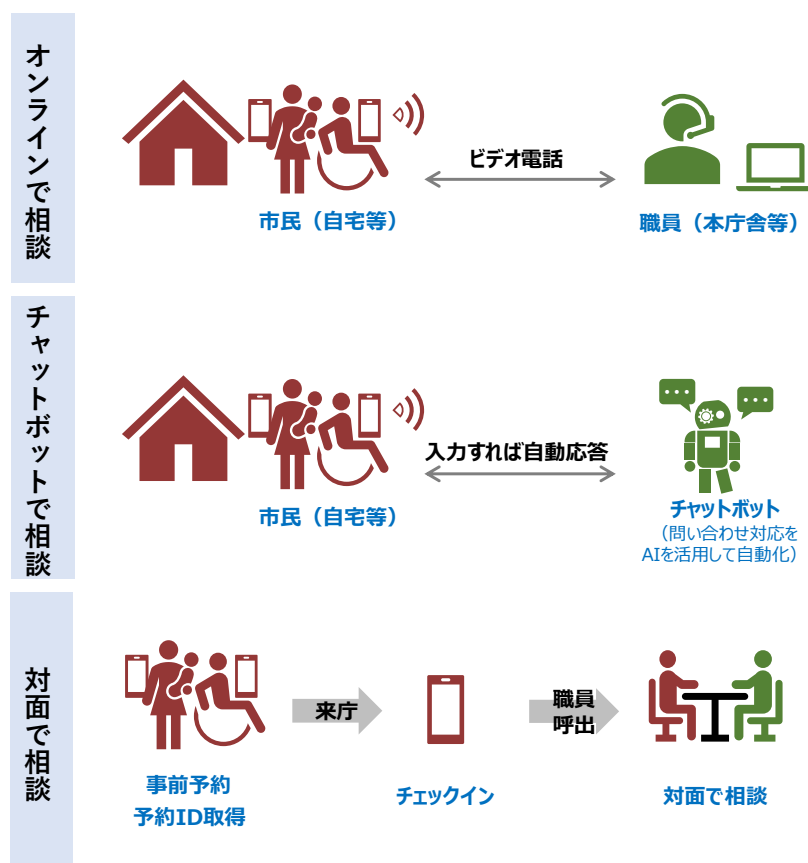 オンラインで相談
ビデオ電話
市民（自宅等）
職員（本庁舎等）
チャットボットで相談
入力すれば自動応答
市民（自宅等）
チャットボット
（問い合わせ対応を
AIを活用して自動化）
対面で相談
来庁
職員
呼出
事前予約
予約ID取得
チェックイン
対面で相談